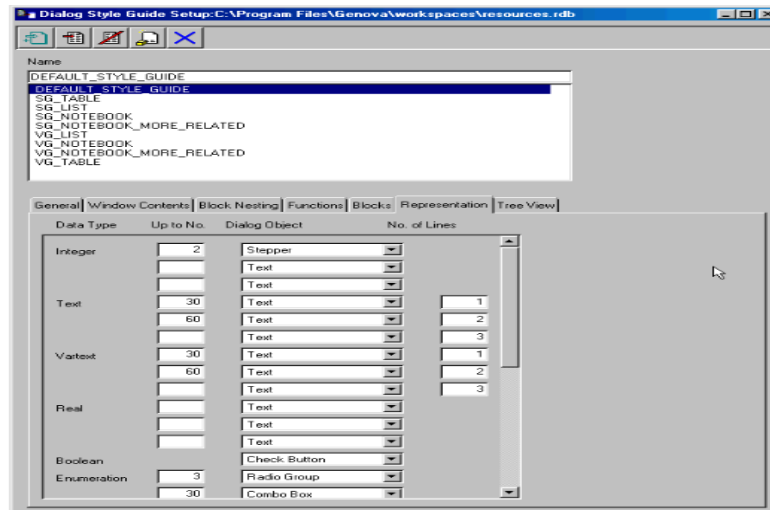 Dialog Style Guide Setup:C:\Program Files\Genova\workspaces\resources.rdb
Name
DEFAULT_STYLE_GUIDE
DEFAULT_STYLE_GUIDE
SG_TABLE
SG_LIST
SG_NOTEBOOK
SG_NOTEBOOK_MORE_RELATED
VG_LIST
VG_NOTEBOOK
VG_NOTEBOOK_MORE_RELATED
VG_TABLE
General Window Contents Block Nesting Functions Blocks Representation Tree View
Data Type Up to No. Dialog Object No. of Lines
Integer 2 Stepper
Text
Text
Text 30 Text 1
60 Text 2
Text 3
Vartext 30 Text 1
60 Text 2
Text 3
Real Text
Text
Text
Boolean Check Button
Enumeration 3 Radio Group
30 Combo Box